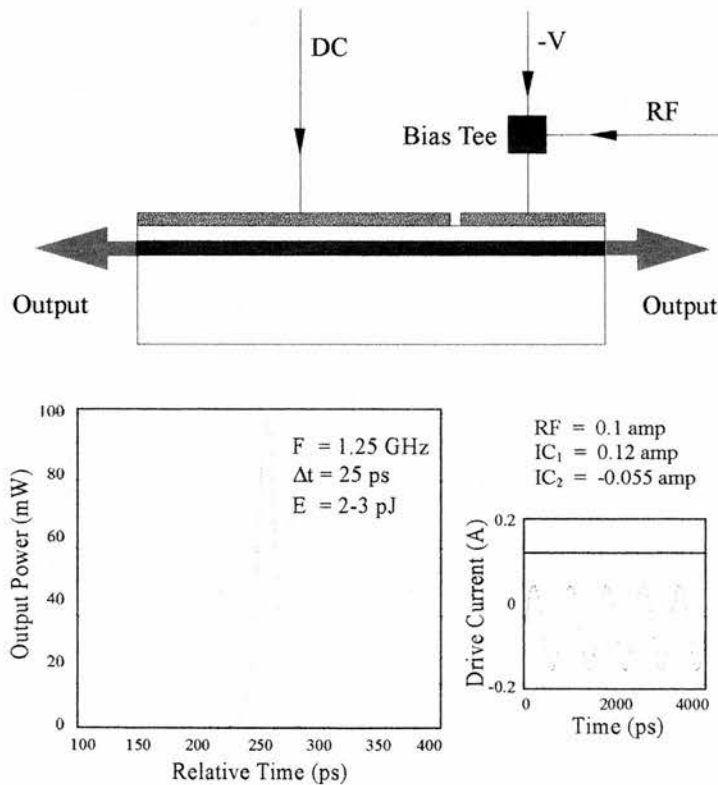 DC
-V
Bias Tee
RF
Output
Output
100
80
60
40
20
0
Output Power (mW)
F = 1.25 GHz
Δt = 25 ps
E = 2-3 pJ
100 150 200 250 300 350 400
Relative Time (ps)
RF = 0.1 amp
IC₁ = 0.12 amp
IC₂ = -0.055 amp
0.2
0
-0.2
Drive Current (A)
0 2000 4000
Time (ps)